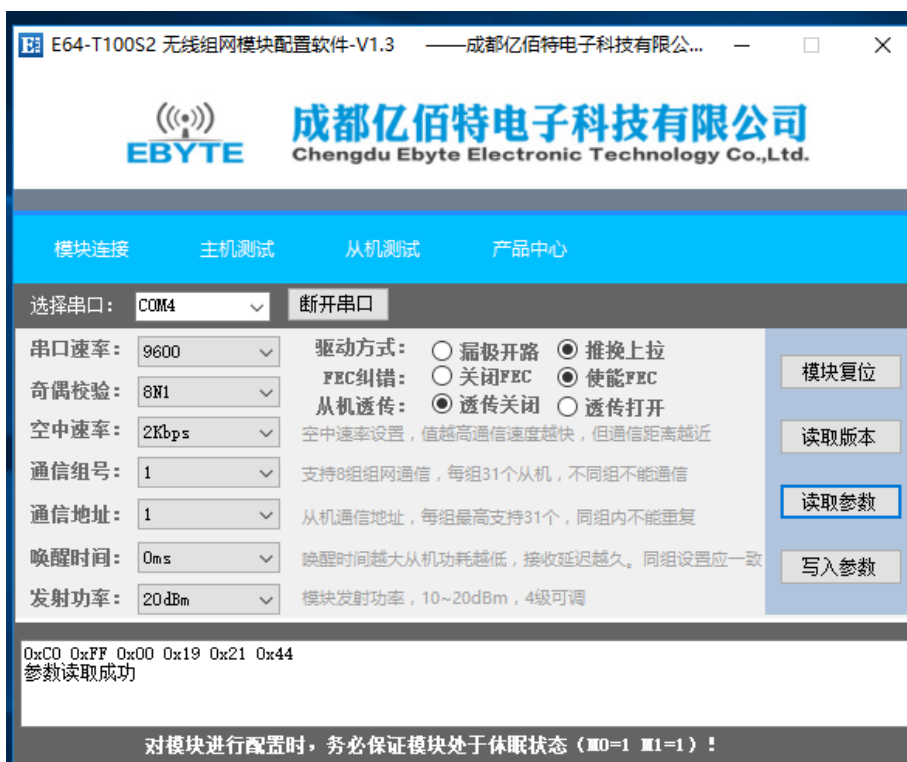 E64-T100S2 无线组网模块配置软件-V1.3 ——成都亿佰特电子科技有限公...
EBYTE
成都亿佰特电子科技有限公司
Chengdu Ebyte Electronic Technology Co.,Ltd.
模块连接 主机测试 从机测试 产品中心
选择串口: COM4 断开串口
串口速率: 9600 驱动方式: 漏极开路 推换上拉
FEC纠错: 关闭FEC 使能FEC 模块复位
奇偶校验: 8N1 从机透传: 透传关闭 透传打开
空中速率: 2Kbps 空中速率设置，值越高通信速度越快，但通信距离越近 读取版本
通信组号: 1 支持8组组网通信，每组31个从机，不同组不能通信
通信地址: 1 从机通信地址，每组最高支持31个，同组内不能重复 读取参数
唤醒时间: 0ms 唤醒时间越大从机功耗越低，接收延迟越久。同组设置应一致 写入参数
发射功率: 20dBm 模块发射功率，10~20dBm，4级可调
0xC0 0xFF 0x00 0x19 0x21 0x44
参数读取成功
对模块进行配置时，务必保证模块处于休眠状态（M0=1 M1=1）！